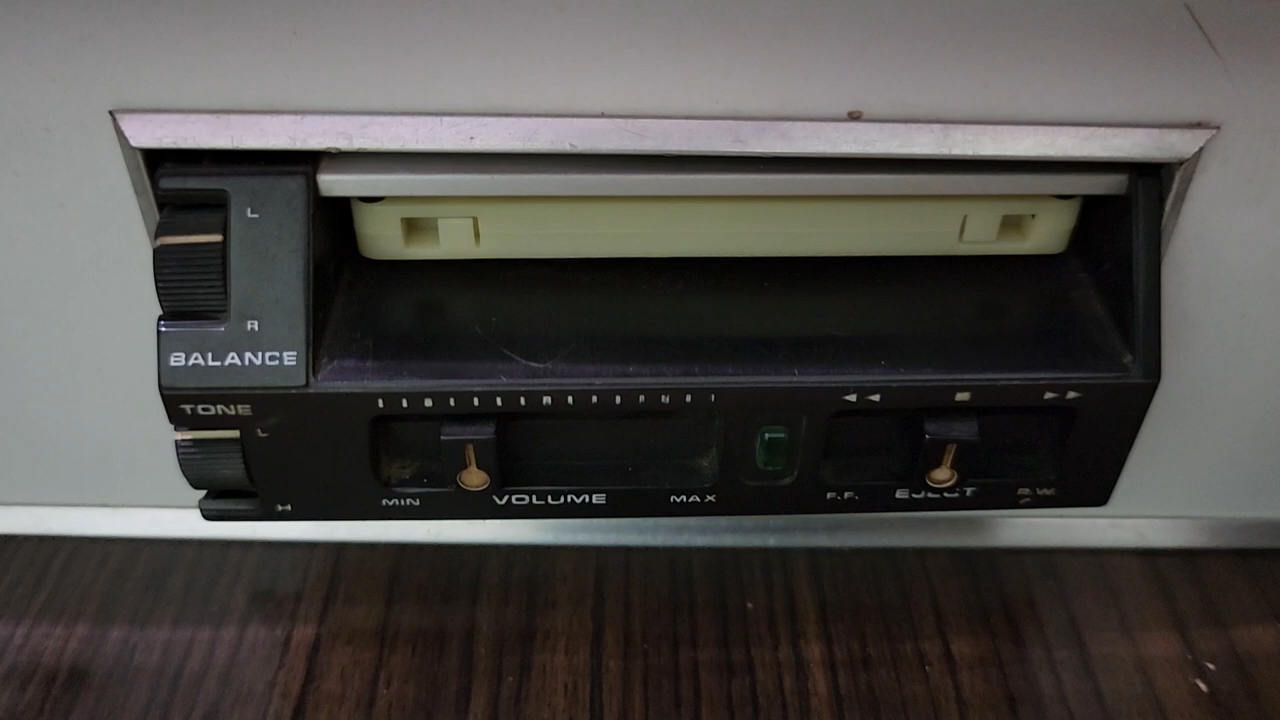 L
R
BALANCE
TONE
L
◀◀ ■ ▶▶
MIN VOLUME MAX F.F. EJECT R.W.
H